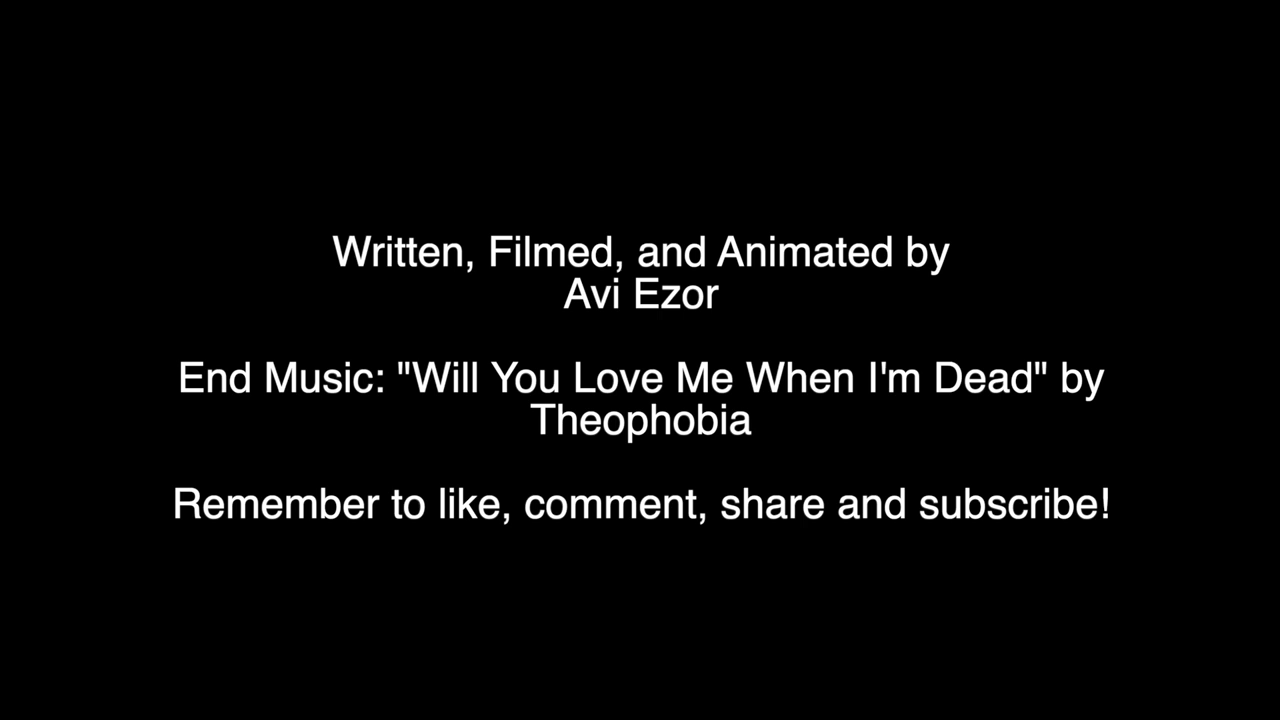 Written, Filmed, and Animated by
Avi Ezor
End Music: "Will You Love Me When I'm Dead" by
Theophobia
Remember to like, comment, share and subscribe!